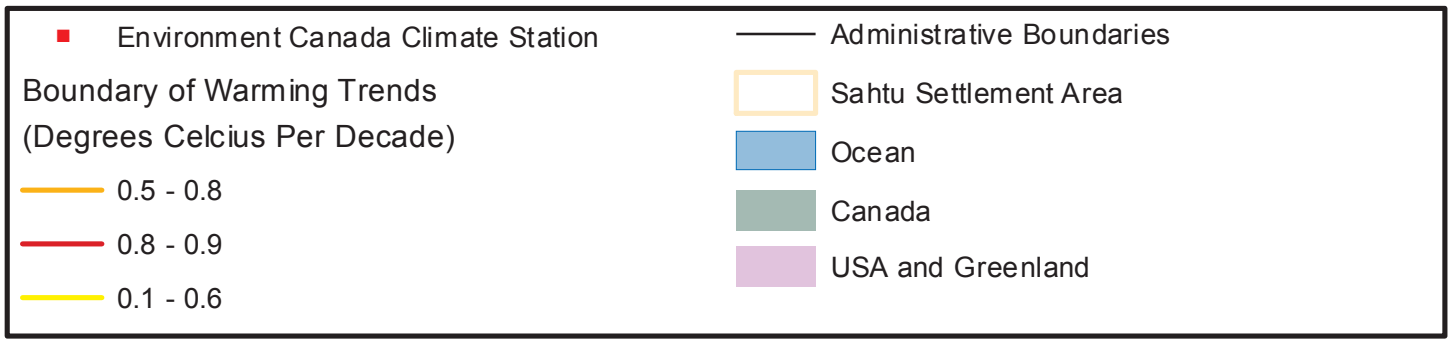 Environment Canada Climate Station
Boundary of Warming Trends
(Degrees Celcius Per Decade)
0.5 - 0.8
0.8 - 0.9
0.1 - 0.6
Administrative Boundaries
Sahtu Settlement Area
Ocean
Canada
USA and Greenland